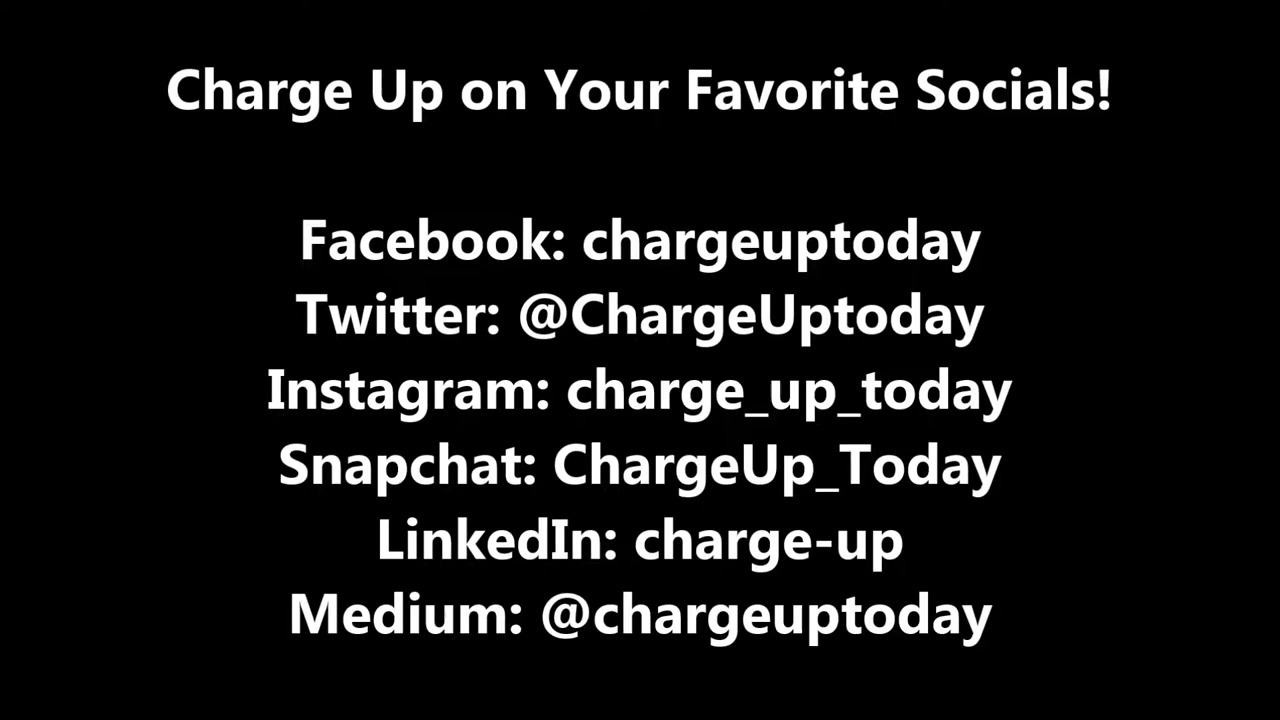 Charge Up on Your Favorite Socials!
Facebook: chargeuptoday
Twitter: @ChargeUptoday
Instagram: charge_up_today
Snapchat: ChargeUp_Today
LinkedIn: charge-up
Medium: @chargeuptoday